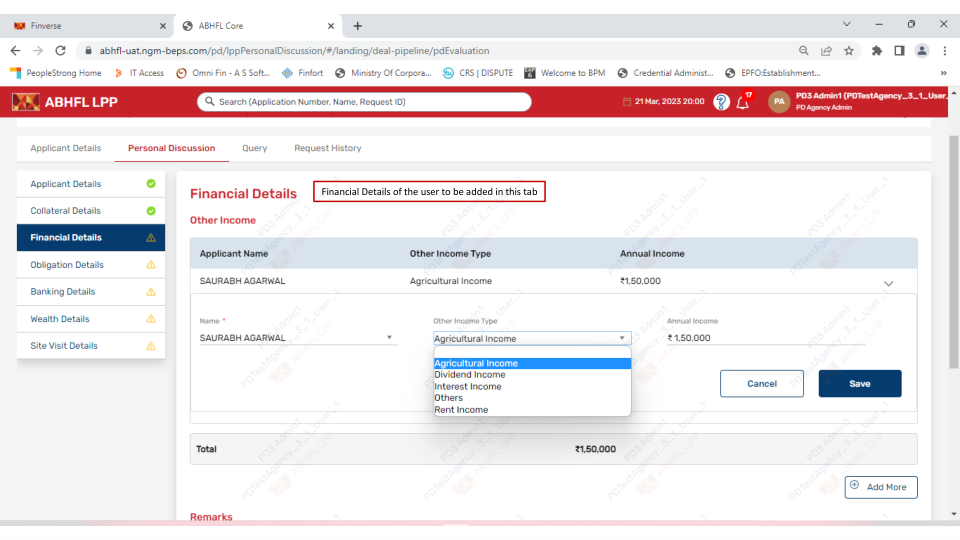 Finverse
ABHFL Core
abhfl-uat.ngm-beps.com/pd/lppPersonalDiscussion/#/landing/deal-pipeline/pdEvaluation
PeopleStrong Home IT Access Omni Fin - A S Soft... Finfort Ministry Of Corpora... CRS | DISPUTE Welcome to BPM Credential Administ... EPFO:Establishment... »
ABHFL LPP
Search (Application Number, Name, Request ID)
21 Mar, 2023 20:00
17
PA
PD3 Admin1 (PDTestAgency_3_1_User_
PD Agency Admin
Applicant Details Personal Discussion Query Request History
Applicant Details
Collateral Details
Financial Details
Obligation Details
Banking Details
Wealth Details
Site Visit Details
Financial Details
Financial Details of the user to be added in this tab
Other Income
Applicant Name Other Income Type Annual Income
SAURABH AGARWAL Agricultural Income ₹1,50,000
Name * Other Income Type Annual Income
SAURABH AGARWAL Agricultural Income ₹ 1,50,000
Agricultural Income
Dividend Income
Interest Income
Others
Rent Income
Cancel Save
Total ₹1,50,000
Add More
Remarks